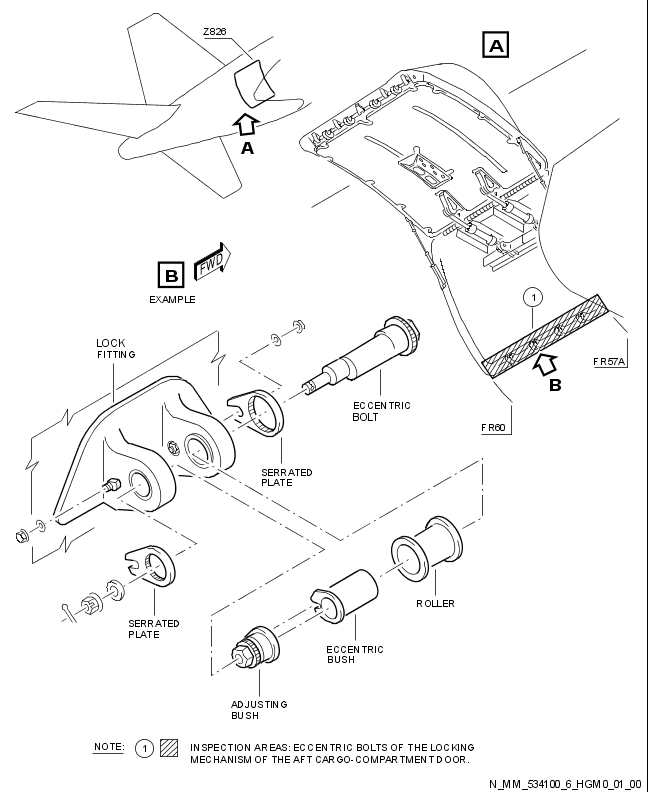 Z826
A
A
B
FWD
EXAMPLE
1
FR57A
B
FR60
LOCK
FITTING
ECCENTRIC
BOLT
SERRATED
PLATE
ROLLER
SERRATED
PLATE
ECCENTRIC
BUSH
ADJUSTING
BUSH
NOTE: 1 INSPECTION AREAS: ECCENTRIC BOLTS OF THE LOCKING
MECHANISM OF THE AFT CARGO-COMPARTMENT DOOR.
N_MM_534100_6_HGM0_01_00